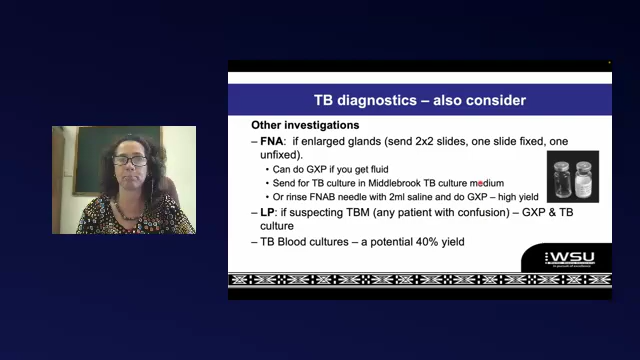 TB diagnostics – also consider
Other investigations
– FNA: if enlarged glands (send 2x2 slides, one slide fixed, one
unfixed).
• Can do GXP if you get fluid
• Send for TB culture in Middlebrook TB culture medium
• Or rinse FNAB needle with 2ml saline and do GXP – high yield
– LP: if suspecting TBM (any patient with confusion) – GXP & TB
culture
– TB Blood cultures – a potential 40% yield
WSU